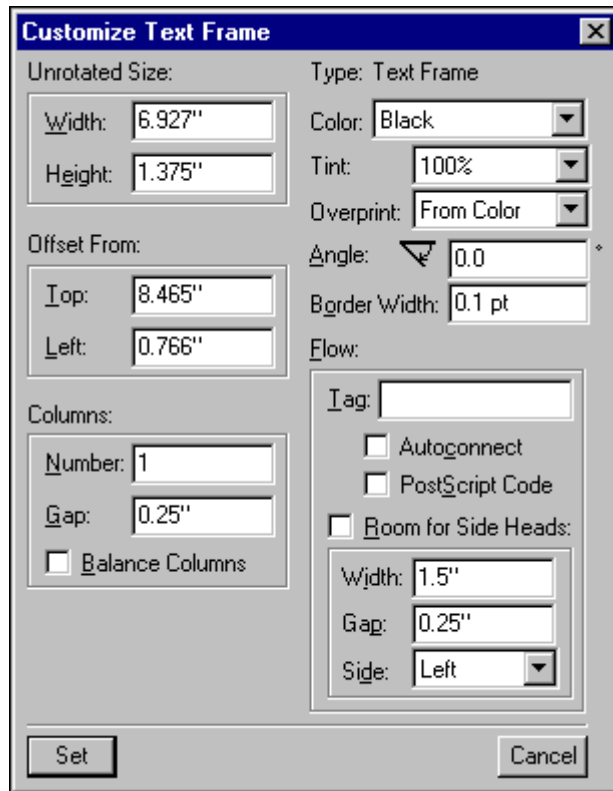 Customize Text Frame
Unrotated Size:
Width: 6.927"
Height: 1.375"
Offset From:
Top: 8.465"
Left: 0.766"
Columns:
Number: 1
Gap: 0.25"
Balance Columns
Type: Text Frame
Color: Black
Tint: 100%
Overprint: From Color
Angle: 0.0 °
Border Width: 0.1 pt
Flow:
Tag:
Autoconnect
PostScript Code
Room for Side Heads:
Width: 1.5"
Gap: 0.25"
Side: Left
Set
Cancel